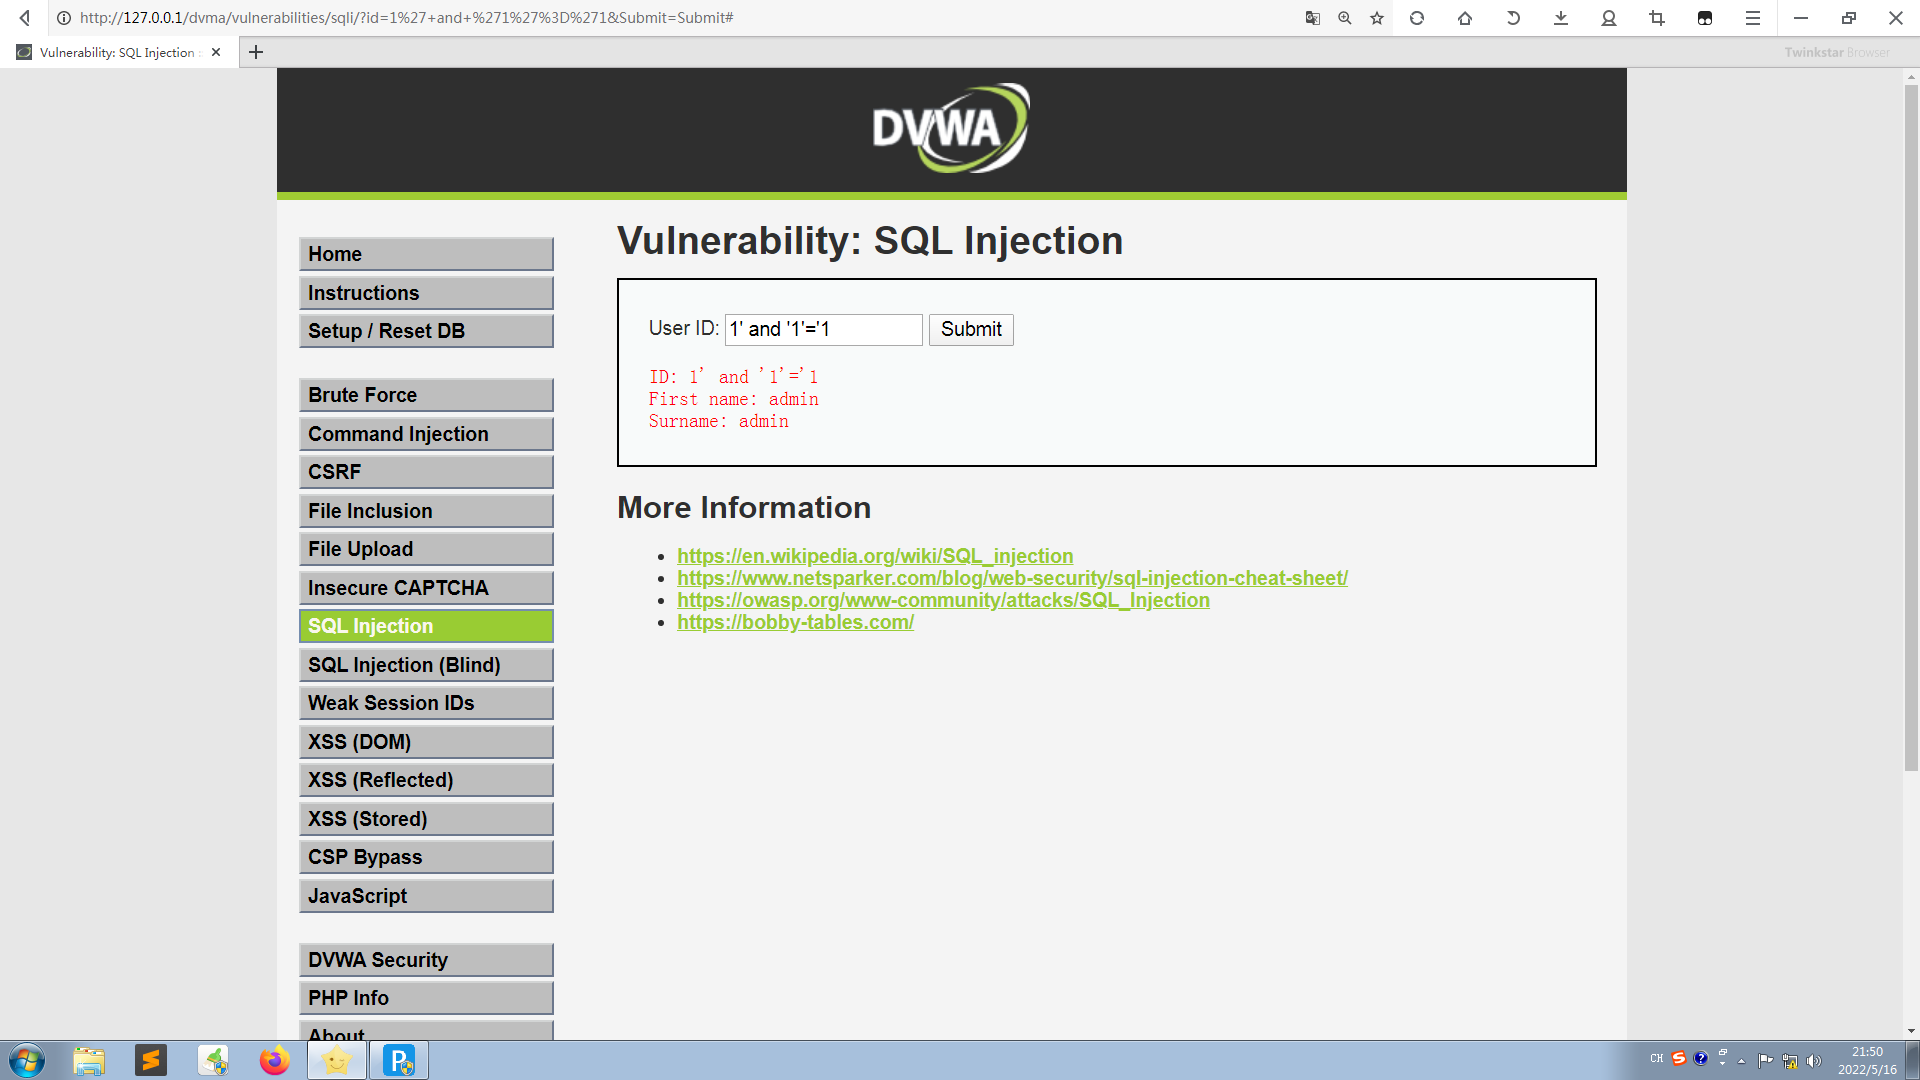 http://127.0.0.1/dvma/vulnerabilities/sqli/?id=1%27+and+%271%27%3D%271&Submit=Submit#
Vulnerability: SQL Injection :
Twinkstar Browser
DVWA
Home
Instructions
Setup / Reset DB
Brute Force
Command Injection
CSRF
File Inclusion
File Upload
Insecure CAPTCHA
SQL Injection
SQL Injection (Blind)
Weak Session IDs
XSS (DOM)
XSS (Reflected)
XSS (Stored)
CSP Bypass
JavaScript
DVWA Security
PHP Info
About
Vulnerability: SQL Injection
User ID: 1' and '1'='1 Submit
ID: 1' and '1'='1
First name: admin
Surname: admin
More Information
https://en.wikipedia.org/wiki/SQL_injection
https://www.netsparker.com/blog/web-security/sql-injection-cheat-sheet/
https://owasp.org/www-community/attacks/SQL_Injection
https://bobby-tables.com/
CH
21:50
2022/5/16